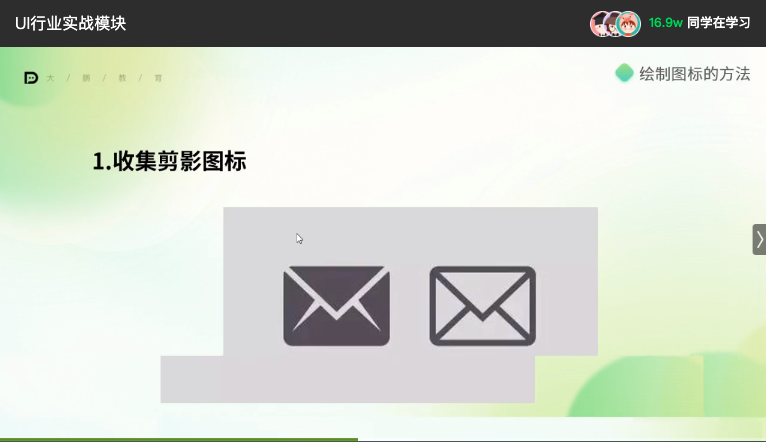 UI行业实战模块
16.9w 同学在学习
大 / 鹏 / 教 / 育
绘制图标的方法
1.收集剪影图标